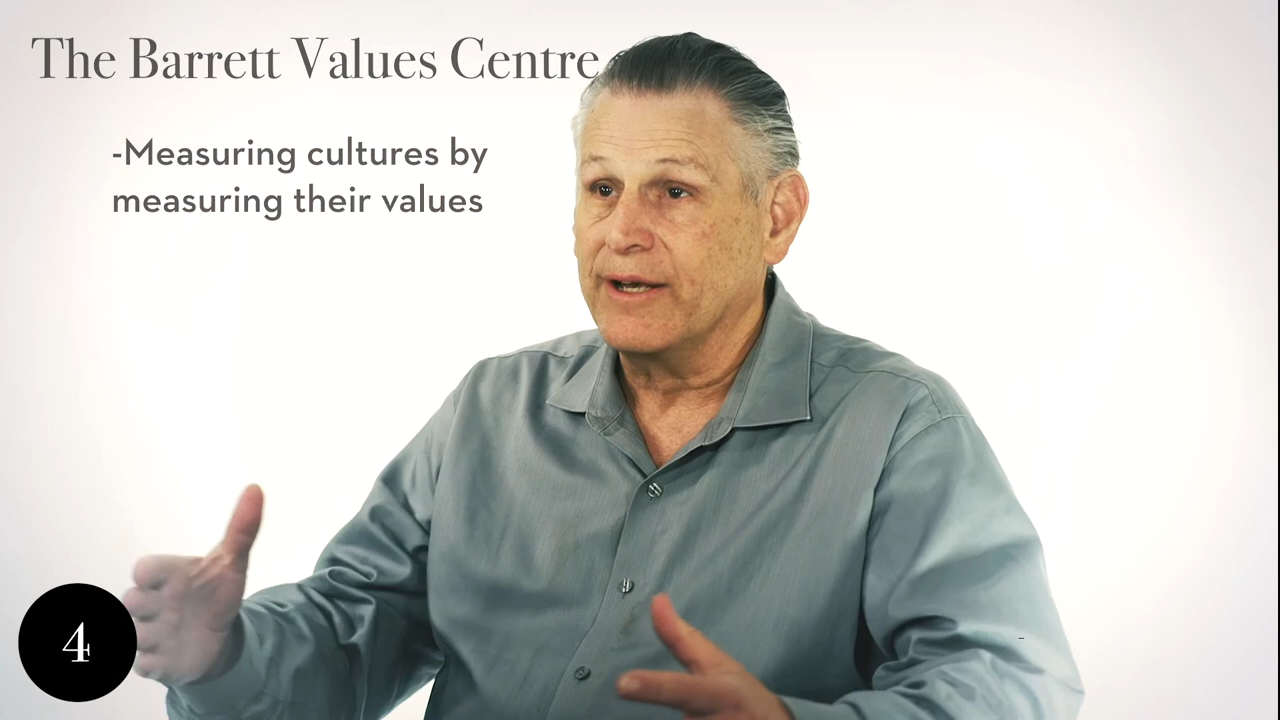 The Barrett Values Centre
-Measuring cultures by
measuring their values
4